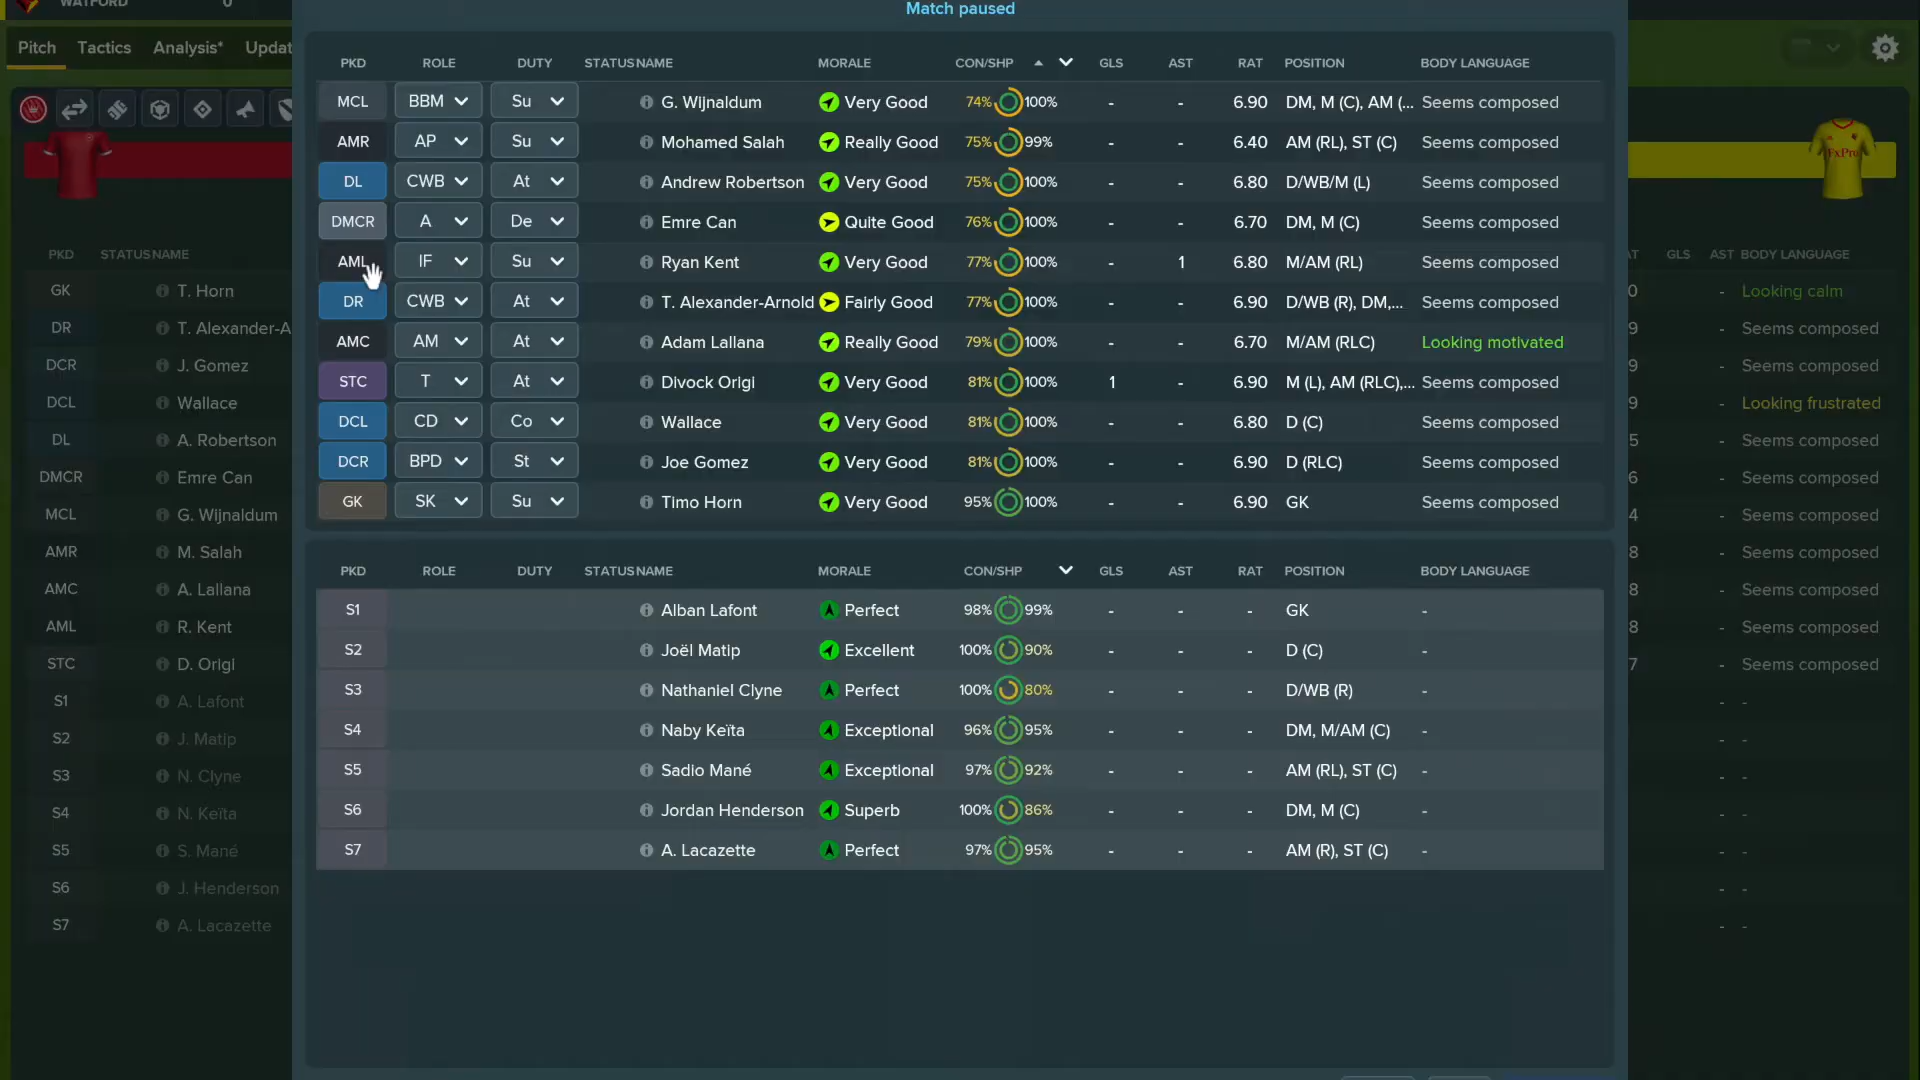 WATFORD 0
Match paused
Pitch Tactics Analysis* Updat
PKD ROLE DUTY STATUS NAME MORALE CON/SHP GLS AST RAT POSITION BODY LANGUAGE
MCL BBM Su G. Wijnaldum Very Good 74% 100% - - 6.90 DM, M (C), AM (... Seems composed
AMR AP Su Mohamed Salah Really Good 75% 99% - - 6.40 AM (RL), ST (C) Seems composed
DL CWB At Andrew Robertson Very Good 75% 100% - - 6.80 D/WB/M (L) Seems composed
DMCR A De Emre Can Quite Good 76% 100% - - 6.70 DM, M (C) Seems composed
AML IF Su Ryan Kent Very Good 77% 100% - 1 6.80 M/AM (RL) Seems composed
DR CWB At T. Alexander-Arnold Fairly Good 77% 100% - - 6.90 D/WB (R), DM,... Seems composed
AMC AM At Adam Lallana Really Good 79% 100% - - 6.70 M/AM (RLC) Looking motivated
STC T At Divock Origi Very Good 81% 100% 1 - 6.90 M (L), AM (RLC),... Seems composed
DCL CD Co Wallace Very Good 81% 100% - - 6.80 D (C) Seems composed
DCR BPD St Joe Gomez Very Good 81% 100% - - 6.90 D (RLC) Seems composed
GK SK Su Timo Horn Very Good 95% 100% - - 6.90 GK Seems composed
PKD ROLE DUTY STATUS NAME MORALE CON/SHP GLS AST RAT POSITION BODY LANGUAGE
S1 Alban Lafont Perfect 98% 99% - - - GK -
S2 Joël Matip Excellent 100% 90% - - - D (C) -
S3 Nathaniel Clyne Perfect 100% 80% - - - D/WB (R) -
S4 Naby Keïta Exceptional 96% 95% - - - DM, M/AM (C) -
S5 Sadio Mané Exceptional 97% 92% - - - AM (RL), ST (C) -
S6 Jordan Henderson Superb 100% 86% - - - DM, M (C) -
S7 A. Lacazette Perfect 97% 95% - - - AM (R), ST (C) -
PKD STATUS NAME
GK T. Horn
DR T. Alexander-A
DCR J. Gomez
DCL Wallace
DL A. Robertson
DMCR Emre Can
MCL G. Wijnaldum
AMR M. Salah
AMC A. Lallana
AML R. Kent
STC D. Origi
S1 A. Lafont
S2 J. Matip
S3 N. Clyne
S4 N. Keïta
S5 S. Mané
S6 J. Henderson
S7 A. Lacazette
FxPro
AT GLS AST BODY LANGUAGE
0 - Looking calm
9 - Seems composed
9 - Seems composed
9 - Looking frustrated
5 - Seems composed
6 - Seems composed
4 - Seems composed
8 - Seems composed
8 - Seems composed
8 - Seems composed
7 - Seems composed
- -
- -
- -
- -
- -
- -
- -